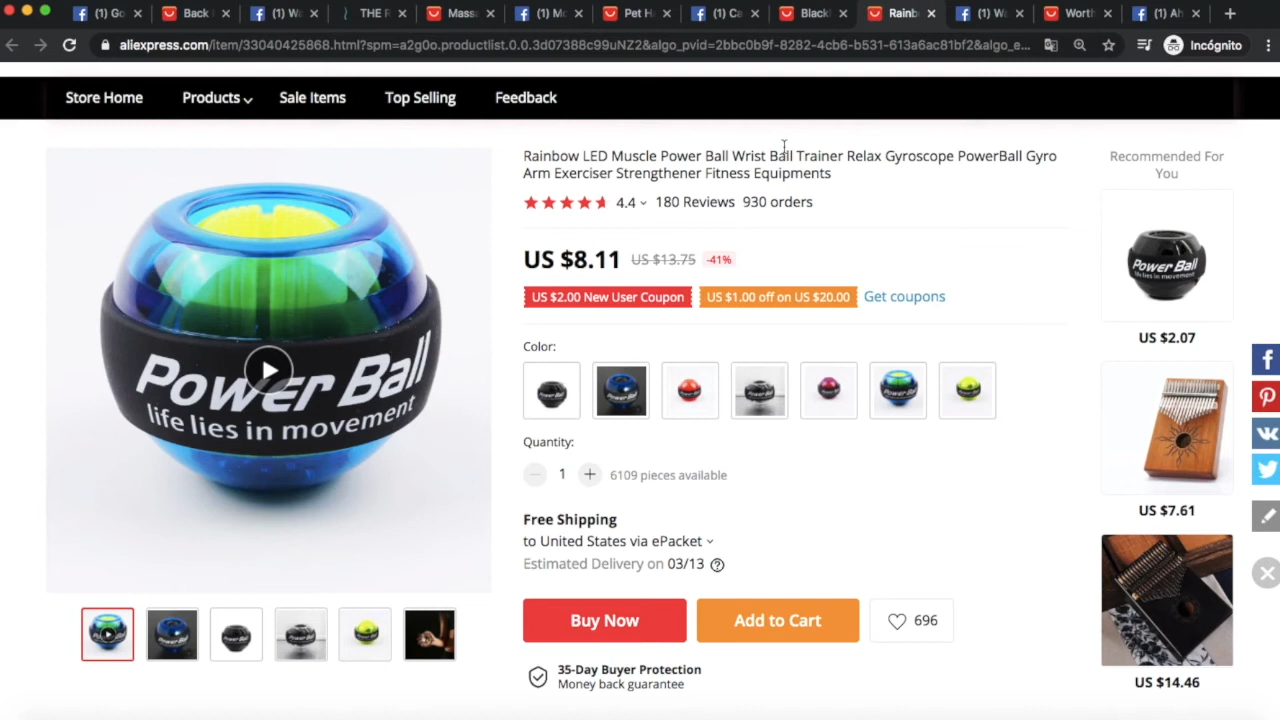 (1) Go
Back
(1) Wo
THE R
Mass
(1) Mo
Pet H
(1) Ca
Black
Rainb
(1) Wa
Worth
(1) Ah
aliexpress.com/item/33040425868.html?spm=a2g0o.productlist.0.0.3d07388c99uNZ2&algo_pvid=2bbc0b9f-8282-4cb6-b531-613a6ac81bf2&algo_e...
Incógnito
Store Home
Products
Sale Items
Top Selling
Feedback
Rainbow LED Muscle Power Ball Wrist Ball Trainer Relax Gyroscope PowerBall Gyro
Arm Exerciser Strengthener Fitness Equipments
4.4
180 Reviews
930 orders
US $8.11
US $13.75
-41%
US $2.00 New User Coupon
US $1.00 off on US $20.00
Get coupons
Color:
Quantity:
1
6109 pieces available
Free Shipping
to United States via ePacket
Estimated Delivery on 03/13
Buy Now
Add to Cart
696
35-Day Buyer Protection
Money back guarantee
Power Ball
life lies in movement
Recommended For
You
Power Ball
life lies in movement
US $2.07
US $7.61
US $14.46